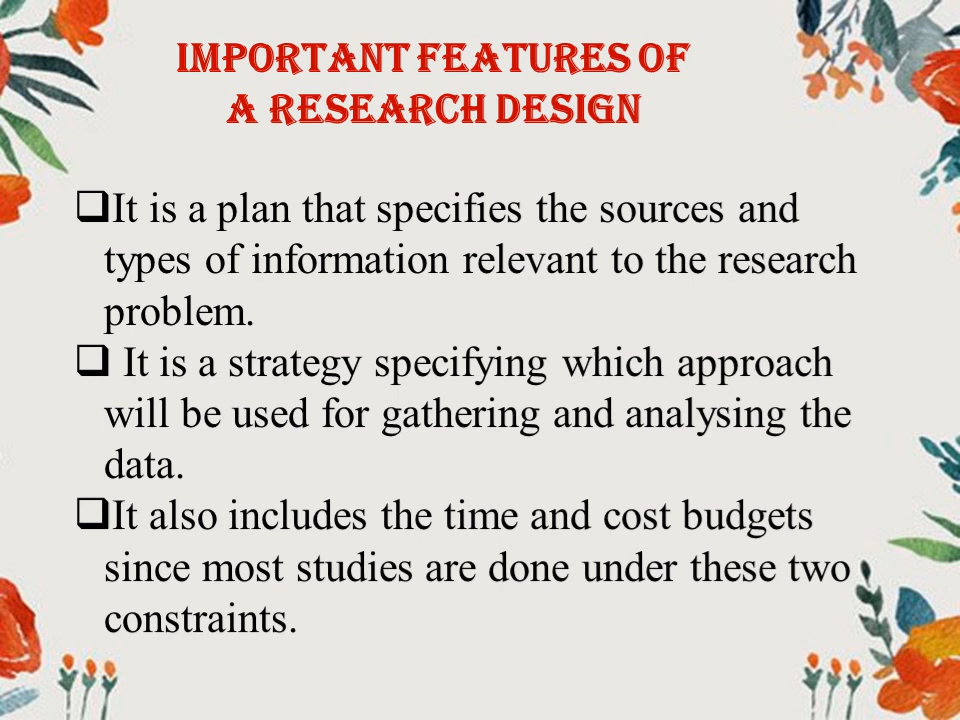 IMPORTANT FEATURES OF
A RESEARCH DESIGN
❑It is a plan that specifies the sources and
types of information relevant to the research
problem.
❑ It is a strategy specifying which approach
will be used for gathering and analysing the
data.
❑It also includes the time and cost budgets
since most studies are done under these two
constraints.